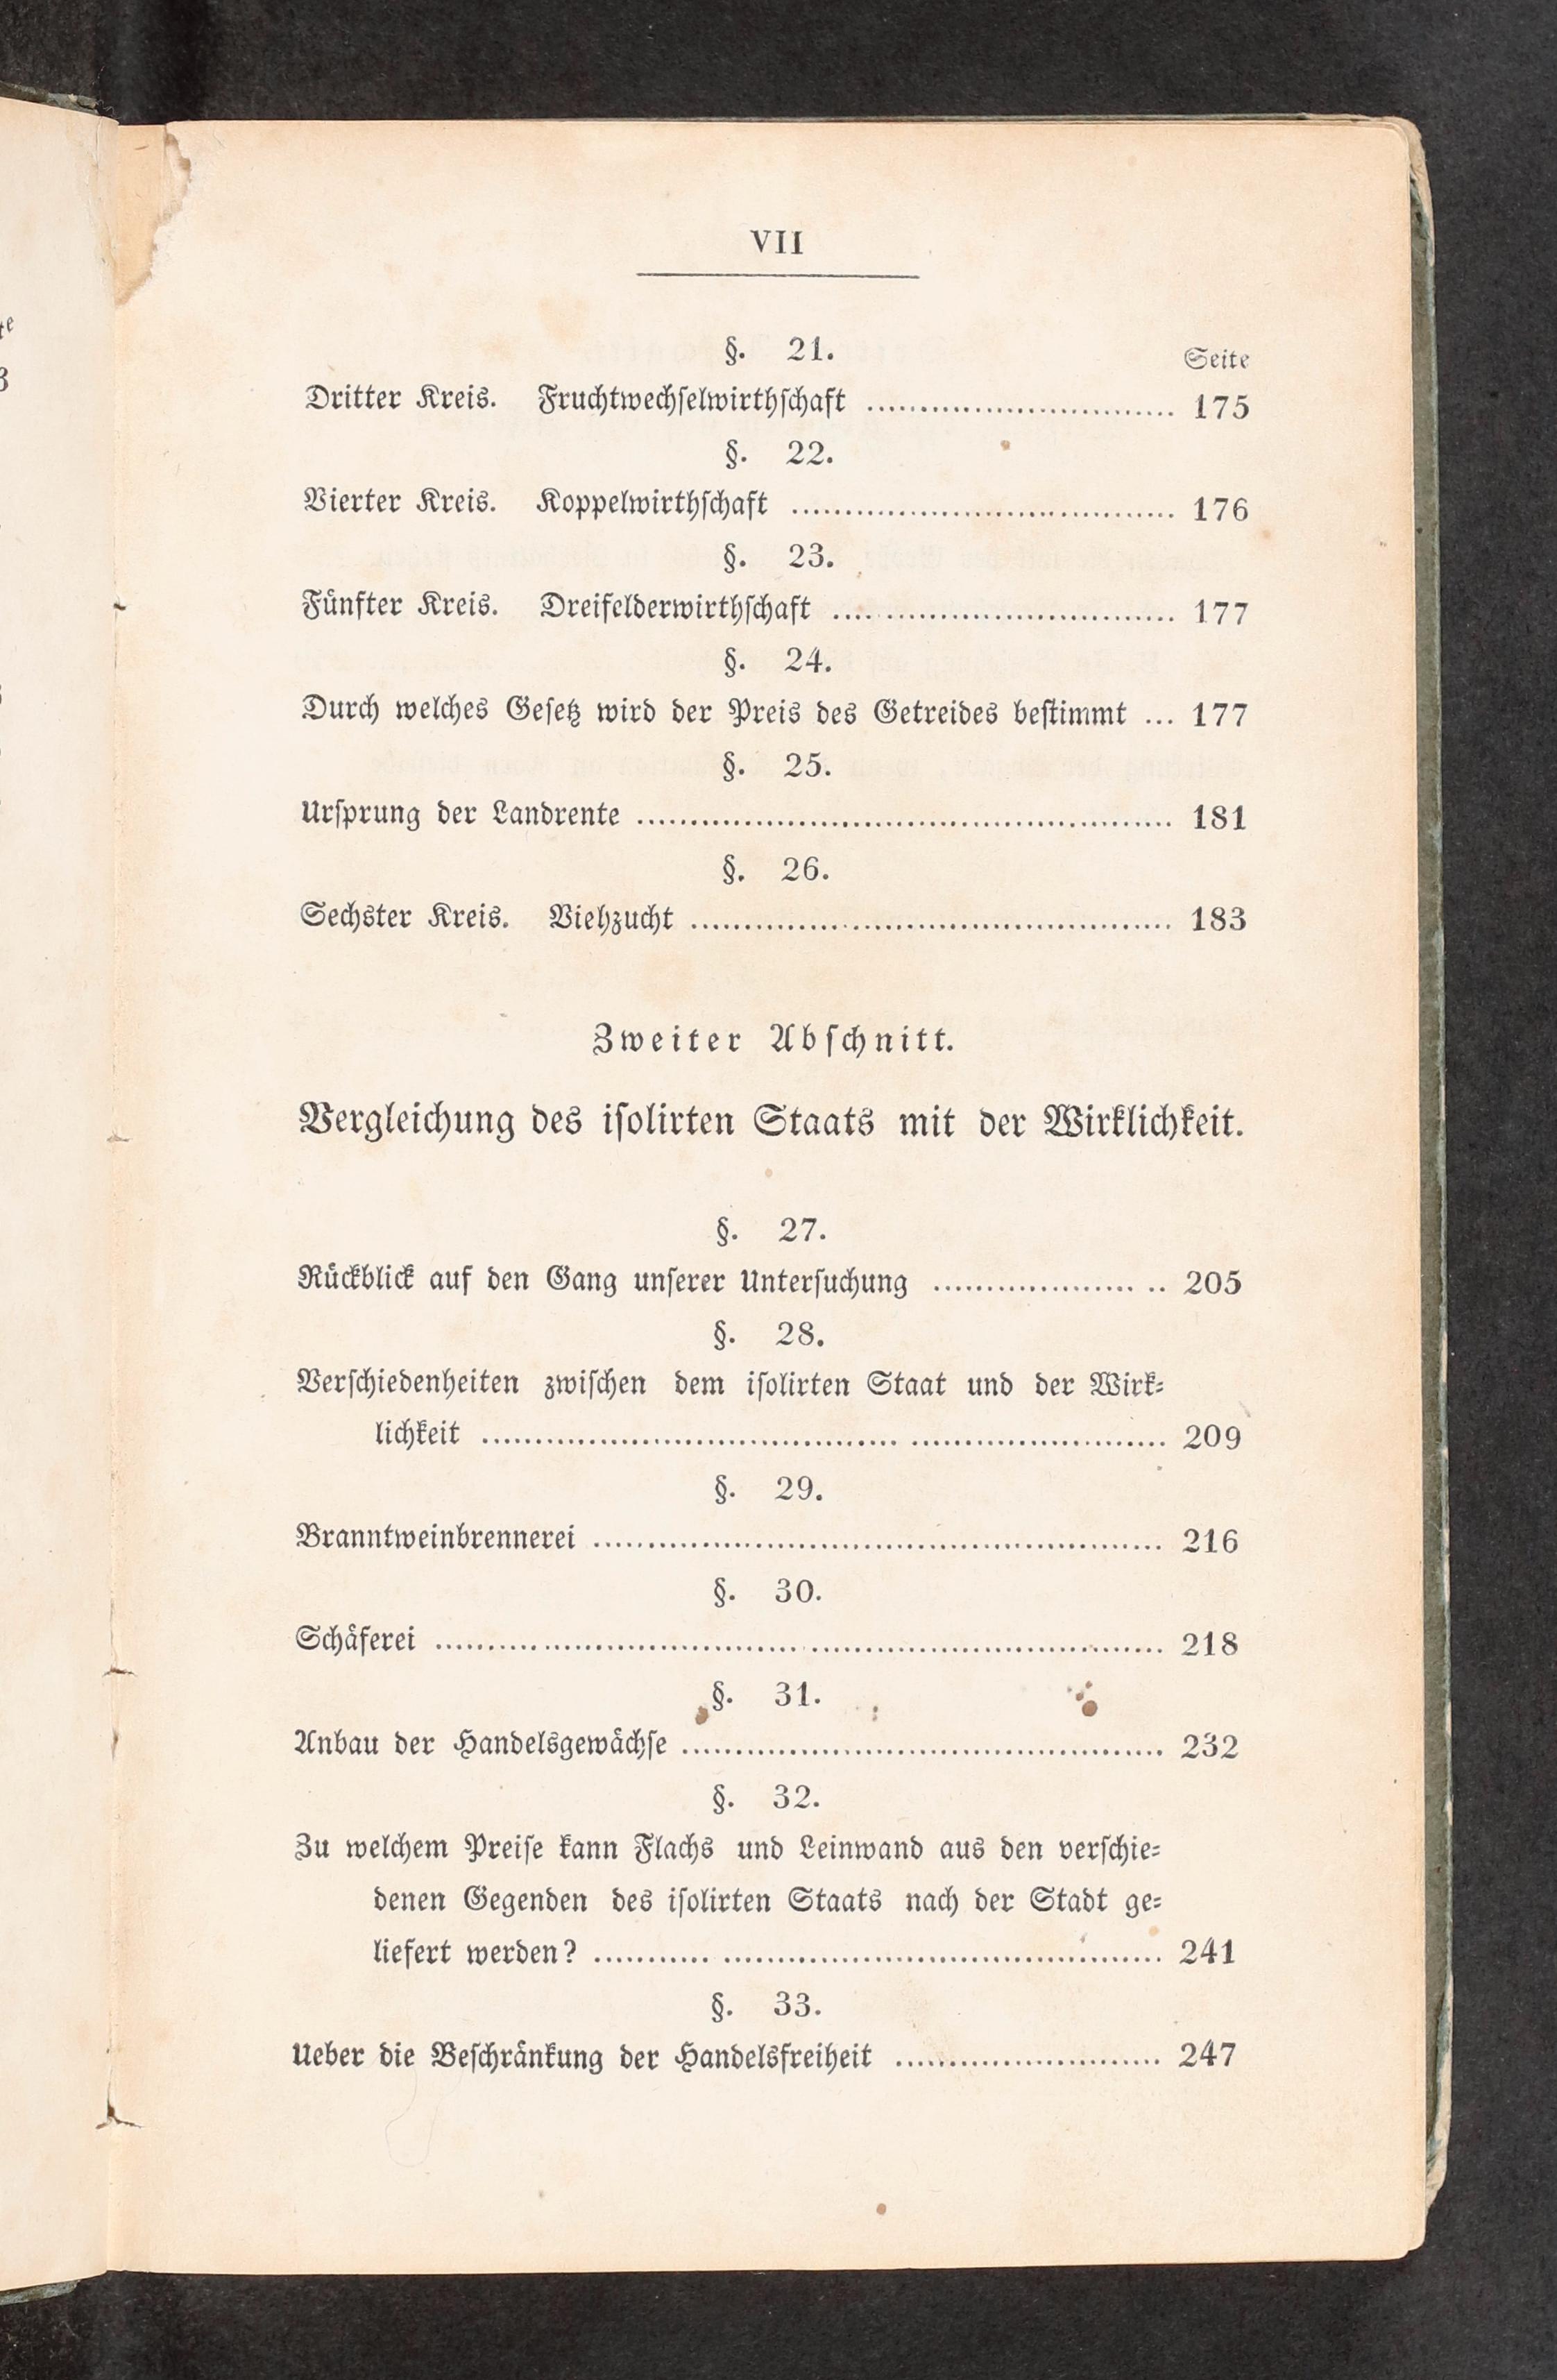 VII
§. 21.
Seite
Dritter Kreis. Fruchtwechselwirthschaft ............................. 175
§. 22.
Vierter Kreis. Koppelwirthschaft .................................... 176
§. 23.
Fünfter Kreis. Dreifelderwirthschaft ................................ 177
§. 24.
Durch welches Gesetz wird der Preis des Getreides bestimmt ... 177
§. 25.
Ursprung der Landrente .................................................. 181
§. 26.
Sechster Kreis. Viehzucht ............................................. 183
Zweiter Abschnitt.
Vergleichung des isolirten Staats mit der Wirklichkeit.
§. 27.
Rückblick auf den Gang unserer Untersuchung ................... .. 205
§. 28.
Verschiedenheiten zwischen dem isolirten Staat und der Wirk-
lichkeit ....................................... ........................ 209
§. 29.
Branntweinbrennerei ..................................................... 216
§. 30.
Schäferei .................................................................... 218
§. 31.
Anbau der Handelsgewächse ............................................. 232
§. 32.
Zu welchem Preise kann Flachs und Leinwand aus den verschie-
denen Gegenden des isolirten Staats nach der Stadt ge-
liefert werden? ........... ......................................... 241
§. 33.
Ueber die Beschränkung der Handelsfreiheit ......................... 247